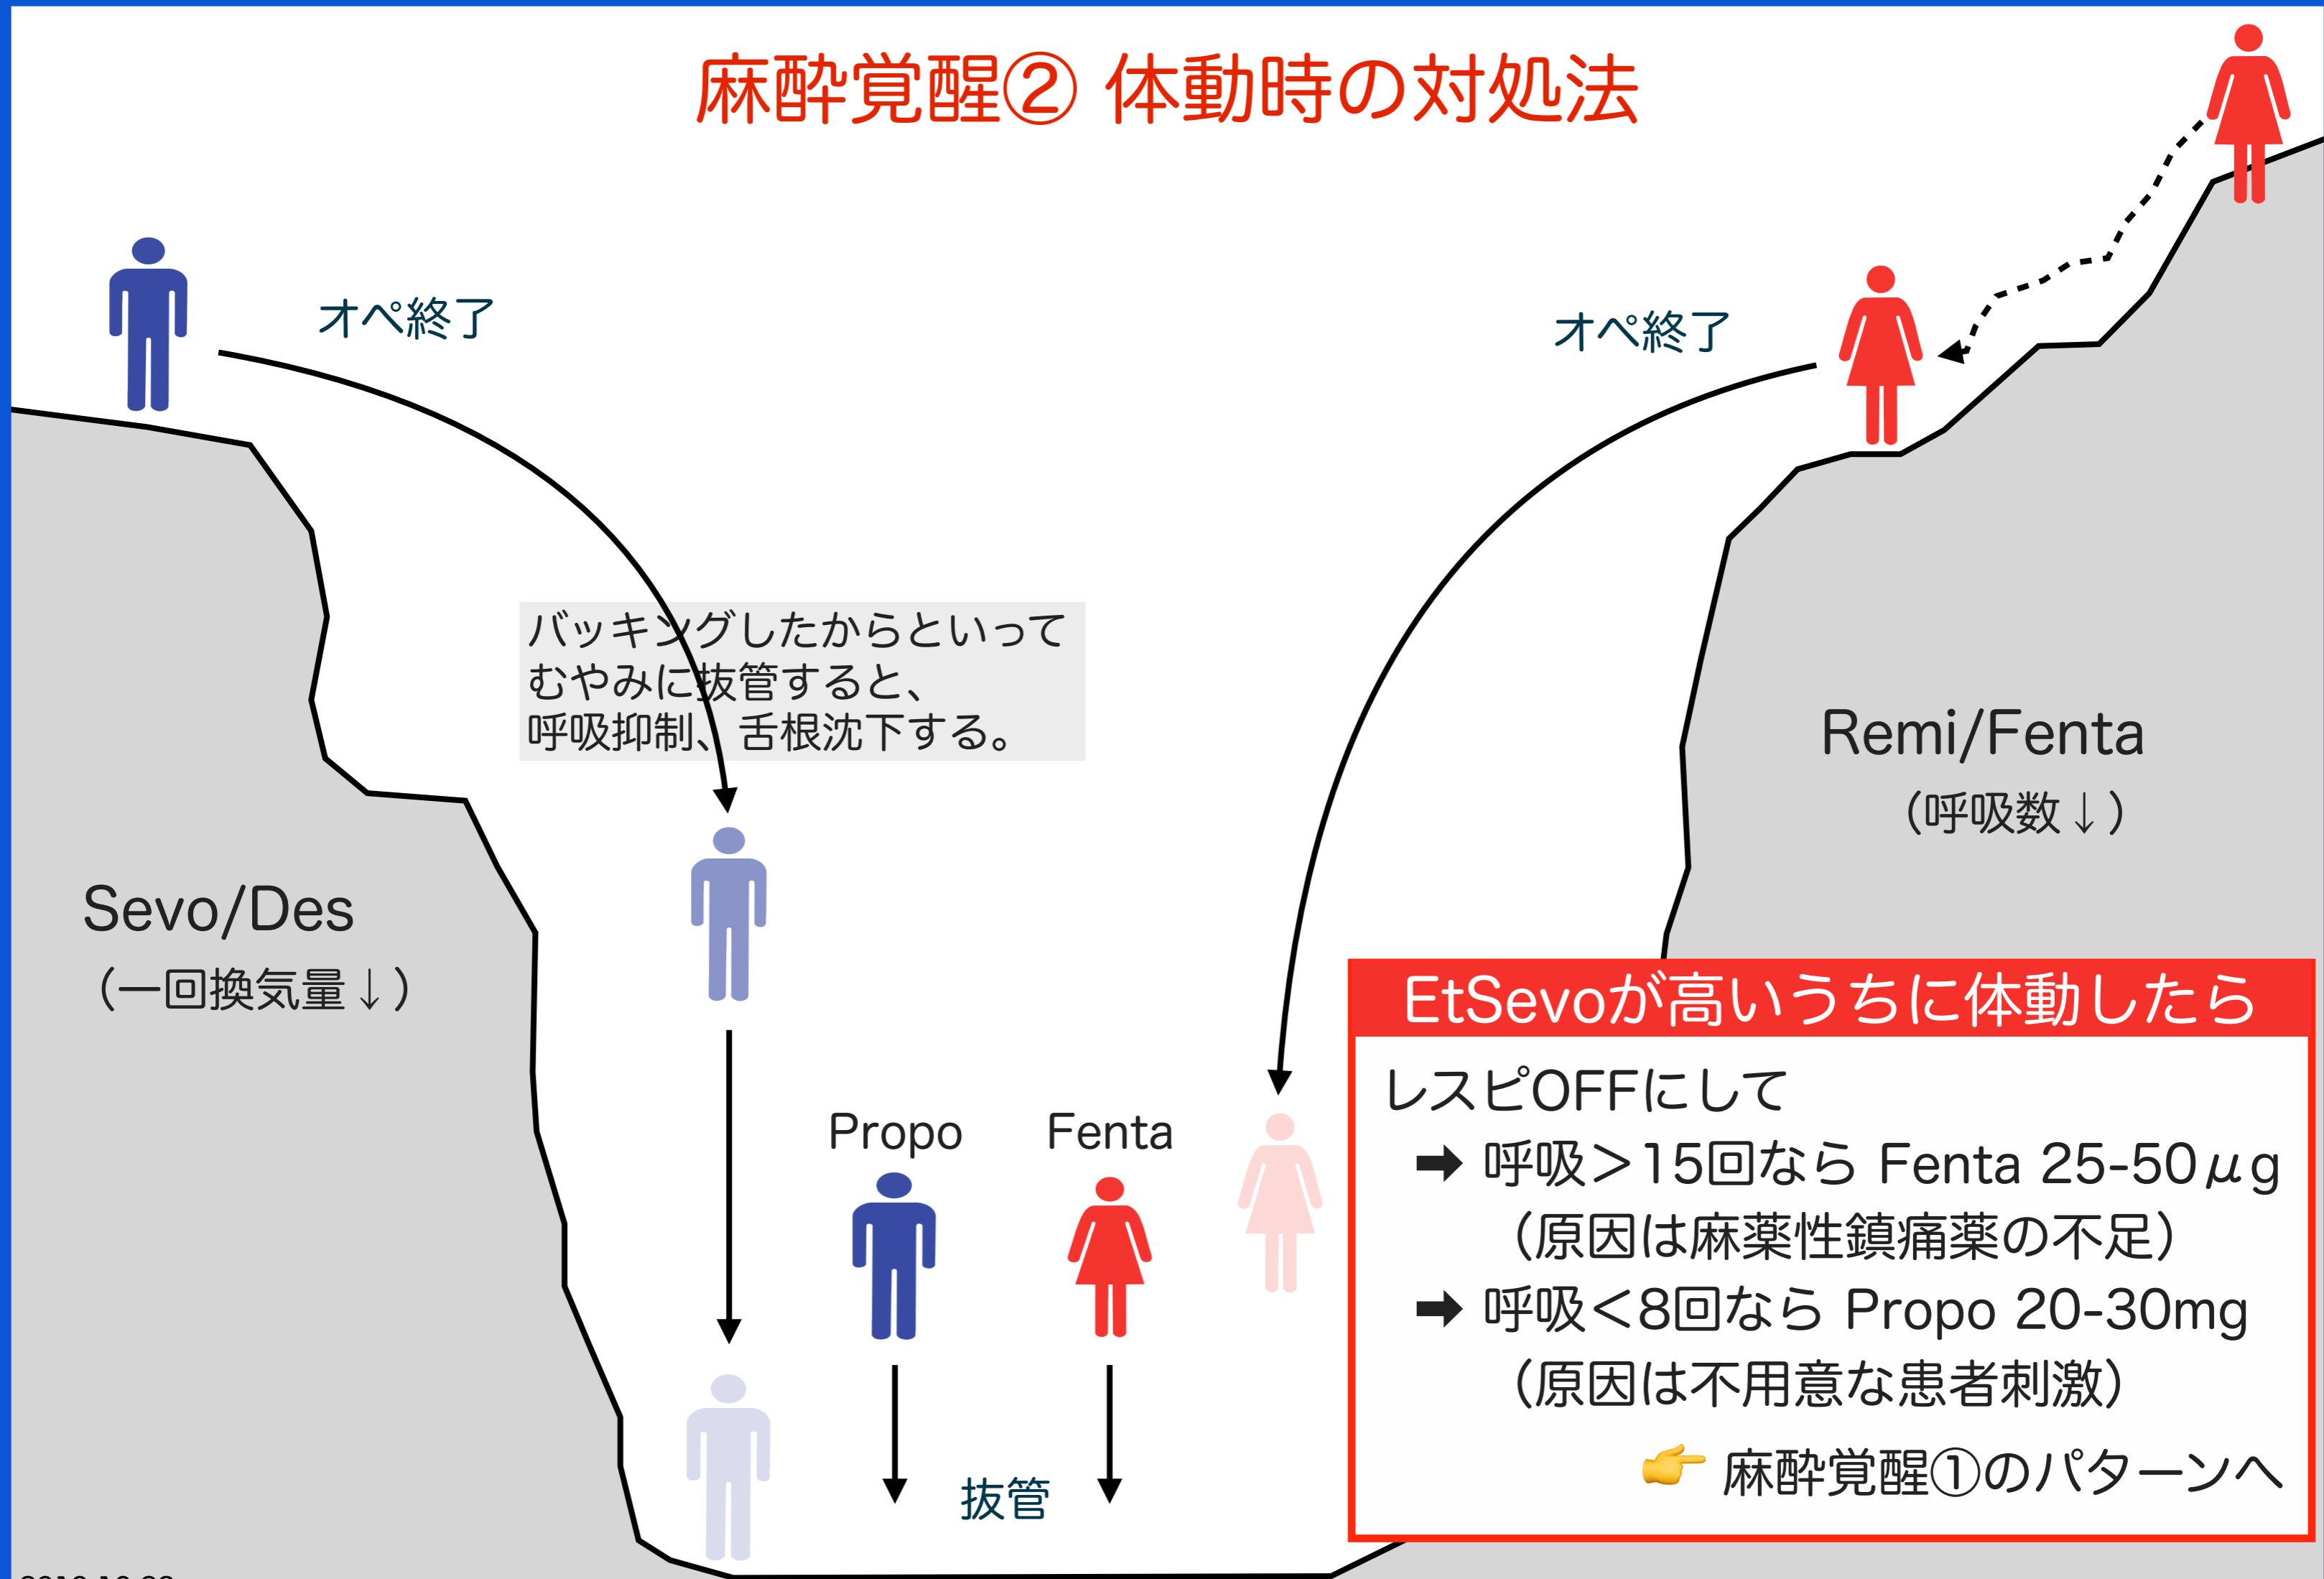 麻酔覚醒② 体動時の対処法
オペ終了
オペ終了
バッキングしたからといって
むやみに抜管すると、
呼吸抑制、舌根沈下する。
Remi/Fenta
（呼吸数↓）
Sevo/Des
（一回換気量↓）
Propo
Fenta
抜管
EtSevoが高いうちに体動したら
レスピOFFにして
➡ 呼吸＞15回なら Fenta 25-50μg
（原因は麻薬性鎮痛薬の不足）
➡ 呼吸＜8回なら Propo 20-30mg
（原因は不用意な患者刺激）
👉 麻酔覚醒①のパターンへ